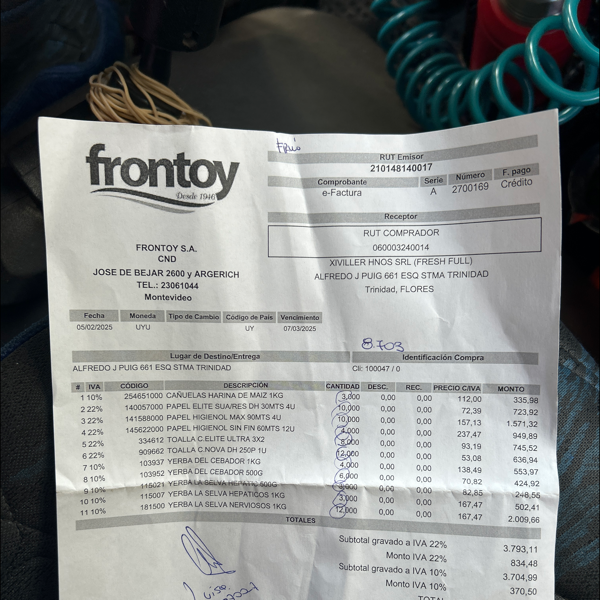 frontoy
Desde 1946
FRONTOY S.A.
CND
JOSE DE BEJAR 2600 y ARGERICH
TEL.: 23061044
Montevideo
RUT Emisor
210148140017
Comprobante Serie Número F. pago
e-Factura A 2700169 Crédito
Receptor
RUT COMPRADOR
060003240014
XIVILLER HNOS SRL (FRESH FULL)
ALFREDO J PUIG 661 ESQ STMA TRINIDAD
Trinidad, FLORES
Fecha Moneda Tipo de Cambio Código de País Vencimiento
05/02/2025 UYU UY 07/03/2025
8.703
Lugar de Destino/Entrega Identificación Compra
ALFREDO J PUIG 661 ESQ STMA TRINIDAD Cli: 100047 / 0
# IVA CÓDIGO DESCRIPCIÓN CANTIDAD DESC. REC. PRECIO C/IVA MONTO
1 10% 254651000 CAÑUELAS HARINA DE MAIZ 1KG 3,000 0,00 0,00 112,00 335,98
2 22% 140057000 PAPEL ELITE SUA/RES DH 30MTS 4U 10,000 0,00 0,00 72,39 723,92
3 22% 141588000 PAPEL HIGIENOL MAX 90MTS 4U 10,000 0,00 0,00 157,13 1.571,32
4 22% 145622000 PAPEL HIGIENOL SIN FIN 60MTS 12U 4,000 0,00 0,00 237,47 949,89
5 22% 334612 TOALLA C.ELITE ULTRA 3X2 8,000 0,00 0,00 93,19 745,52
6 22% 909662 TOALLA C.NOVA DH 250P 1U 12,000 0,00 0,00 53,08 636,94
7 10% 103937 YERBA DEL CEBADOR 1KG 4,000 0,00 0,00 138,49 553,97
8 10% 103952 YERBA DEL CEBADOR 500G 6,000 0,00 0,00 70,82 424,92
9 10% 115021 YERBA LA SELVA HEPATIC 500G 0,00 0,00 82,85 248,55
10 10% 115007 YERBA LA SELVA HEPATICOS 1KG 3,000 0,00 0,00 167,47 502,41
11 10% 181500 YERBA LA SELVA NERVIOSOS 1KG 12,000 0,00 0,00 167,47 2.009,66
TOTALES
Subtotal gravado a IVA 22% 3.793,11
Monto IVA 22% 834,48
Subtotal gravado a IVA 10% 3.704,99
Monto IVA 10% 370,50